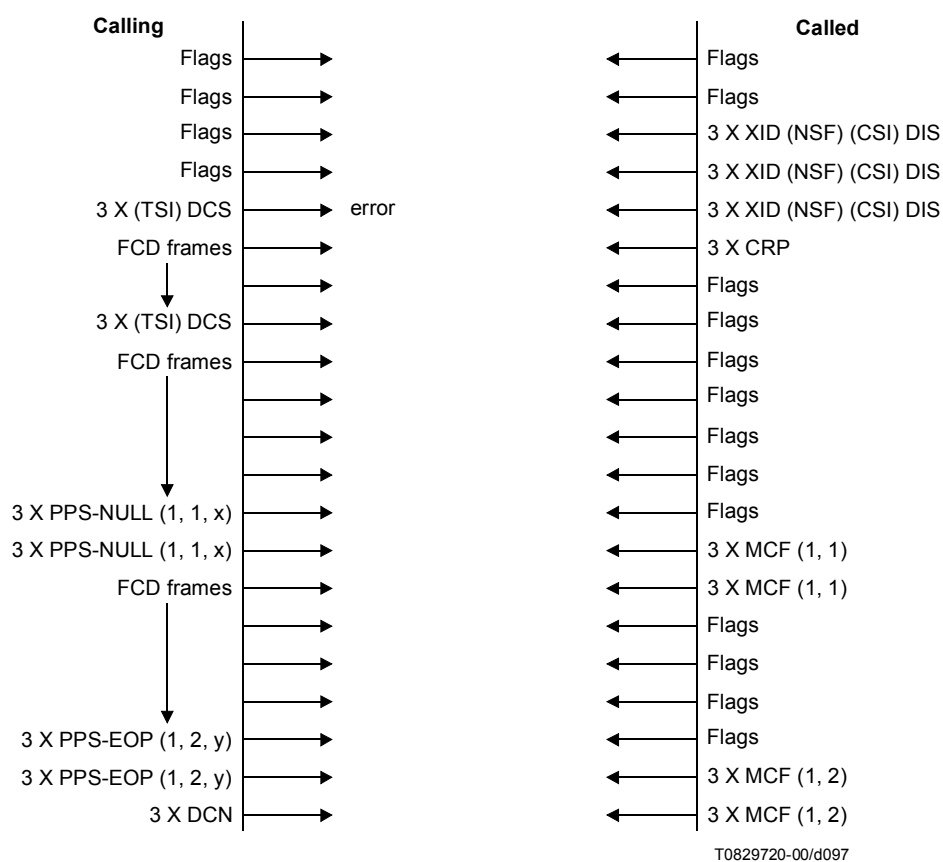 Calling Called
Flags Flags
Flags Flags
Flags 3 X XID (NSF) (CSI) DIS
Flags 3 X XID (NSF) (CSI) DIS
3 X (TSI) DCS error 3 X XID (NSF) (CSI) DIS
FCD frames 3 X CRP
Flags
3 X (TSI) DCS Flags
FCD frames Flags
Flags
Flags
Flags
3 X PPS-NULL (1, 1, x) Flags
3 X PPS-NULL (1, 1, x) 3 X MCF (1, 1)
FCD frames 3 X MCF (1, 1)
Flags
Flags
Flags
3 X PPS-EOP (1, 2, y) Flags
3 X PPS-EOP (1, 2, y) 3 X MCF (1, 2)
3 X DCN 3 X MCF (1, 2)
T0829720-00/d097